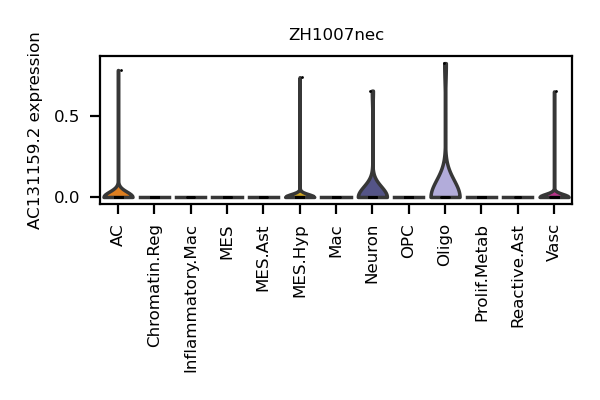 ZH1007nec
AC131159.2 expression
0.5
0.0
AC
Chromatin.Reg
Inflammatory.Mac
MES
MES.Ast
MES.Hyp
Mac
Neuron
OPC
Oligo
Prolif.Metab
Reactive.Ast
Vasc